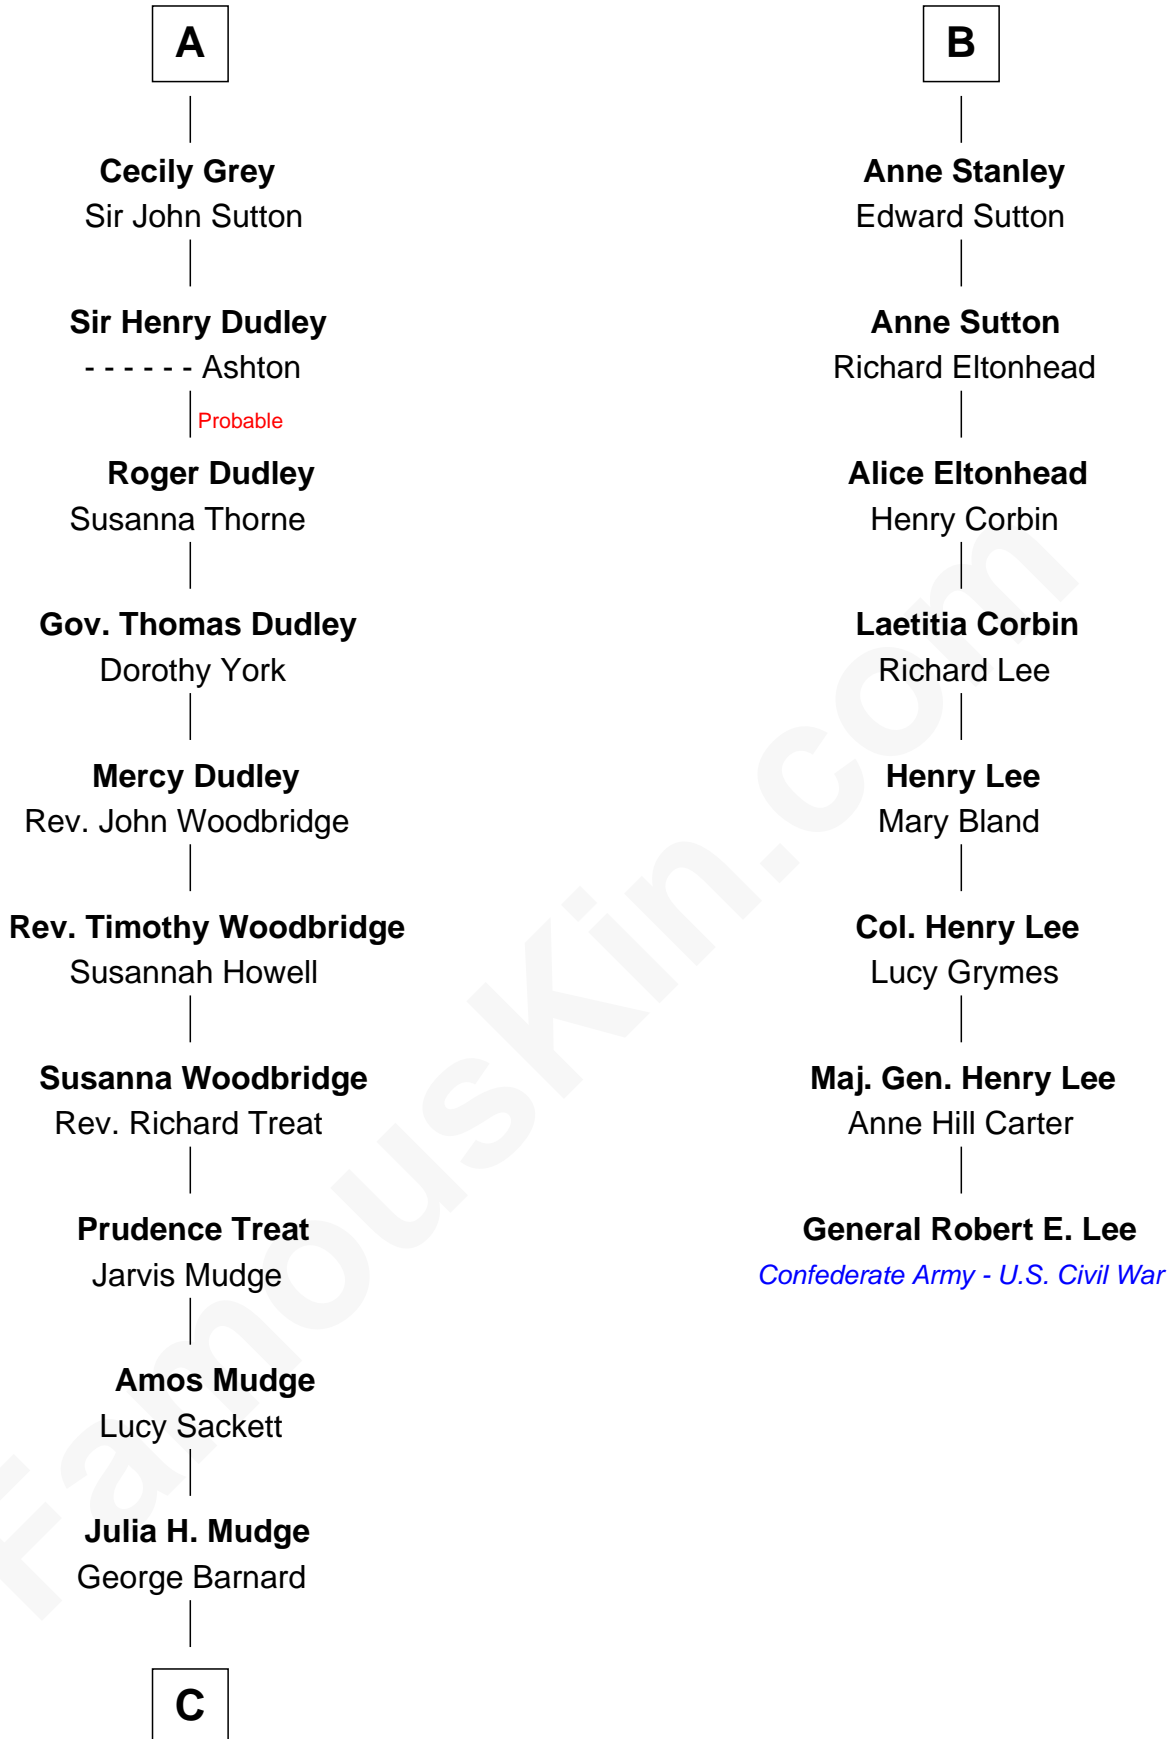 A
Cecily Grey
Sir John Sutton
Sir Henry Dudley
- - - - - - Ashton
Probable
Roger Dudley
Susanna Thorne
Gov. Thomas Dudley
Dorothy York
Mercy Dudley
Rev. John Woodbridge
Rev. Timothy Woodbridge
Susannah Howell
Susanna Woodbridge
Rev. Richard Treat
Prudence Treat
Jarvis Mudge
Amos Mudge
Lucy Sackett
Julia H. Mudge
George Barnard
C
B
Anne Stanley
Edward Sutton
Anne Sutton
Richard Eltonhead
Alice Eltonhead
Henry Corbin
Laetitia Corbin
Richard Lee
Henry Lee
Mary Bland
Col. Henry Lee
Lucy Grymes
Maj. Gen. Henry Lee
Anne Hill Carter
General Robert E. Lee
Confederate Army - U.S. Civil War
FamousKin.com